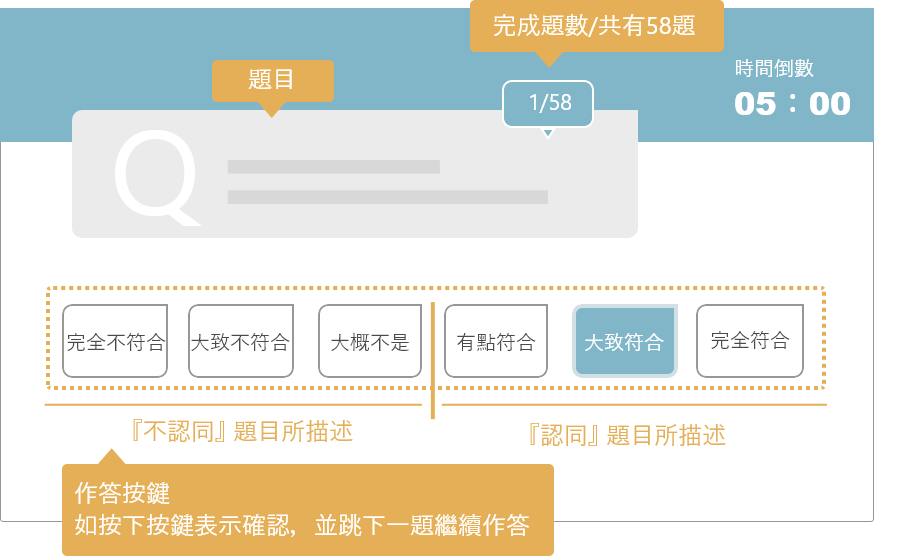 完成題數/共有58題
題目
時間倒數
05：00
1/58
Q
完全不符合
大致不符合
大概不是
有點符合
大致符合
完全符合
『不認同』題目所描述
『認同』題目所描述
作答按鍵
如按下按鍵表示確認，並跳下一題繼續作答